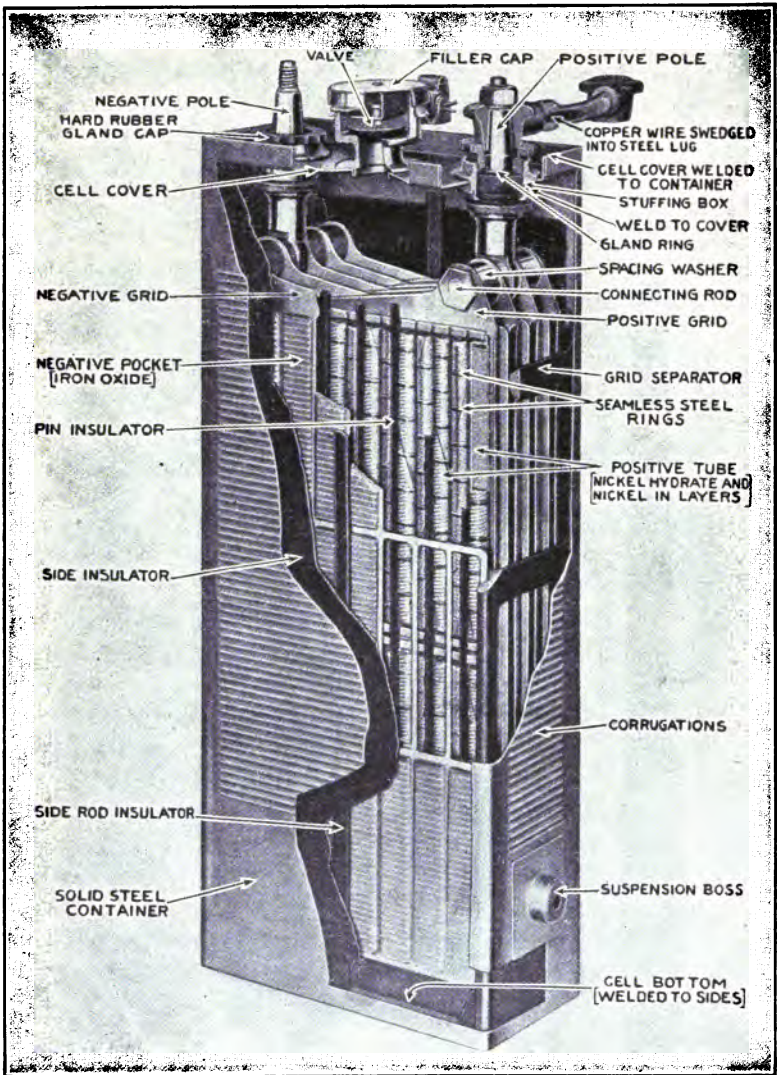 VALVE
FILLER CAP
POSITIVE POLE
NEGATIVE POLE
HARD RUBBER
GLAND CAP
COPPER WIRE SWEDGED
INTO STEEL LUG
CELL COVER
CELL COVER WELDED
TO CONTAINER
STUFFING BOX
WELD TO COVER
GLAND RING
SPACING WASHER
NEGATIVE GRID
CONNECTING ROD
POSITIVE GRID
NEGATIVE POCKET
[IRON OXIDE]
GRID SEPARATOR
SEAMLESS STEEL
RINGS
PIN INSULATOR
POSITIVE TUBE
[NICKEL HYDRATE AND
NICKEL IN LAYERS]
SIDE INSULATOR
CORRUGATIONS
SIDE ROD INSULATOR
SOLID STEEL
CONTAINER
SUSPENSION BOSS
CELL BOTTOM
[WELDED TO SIDES]